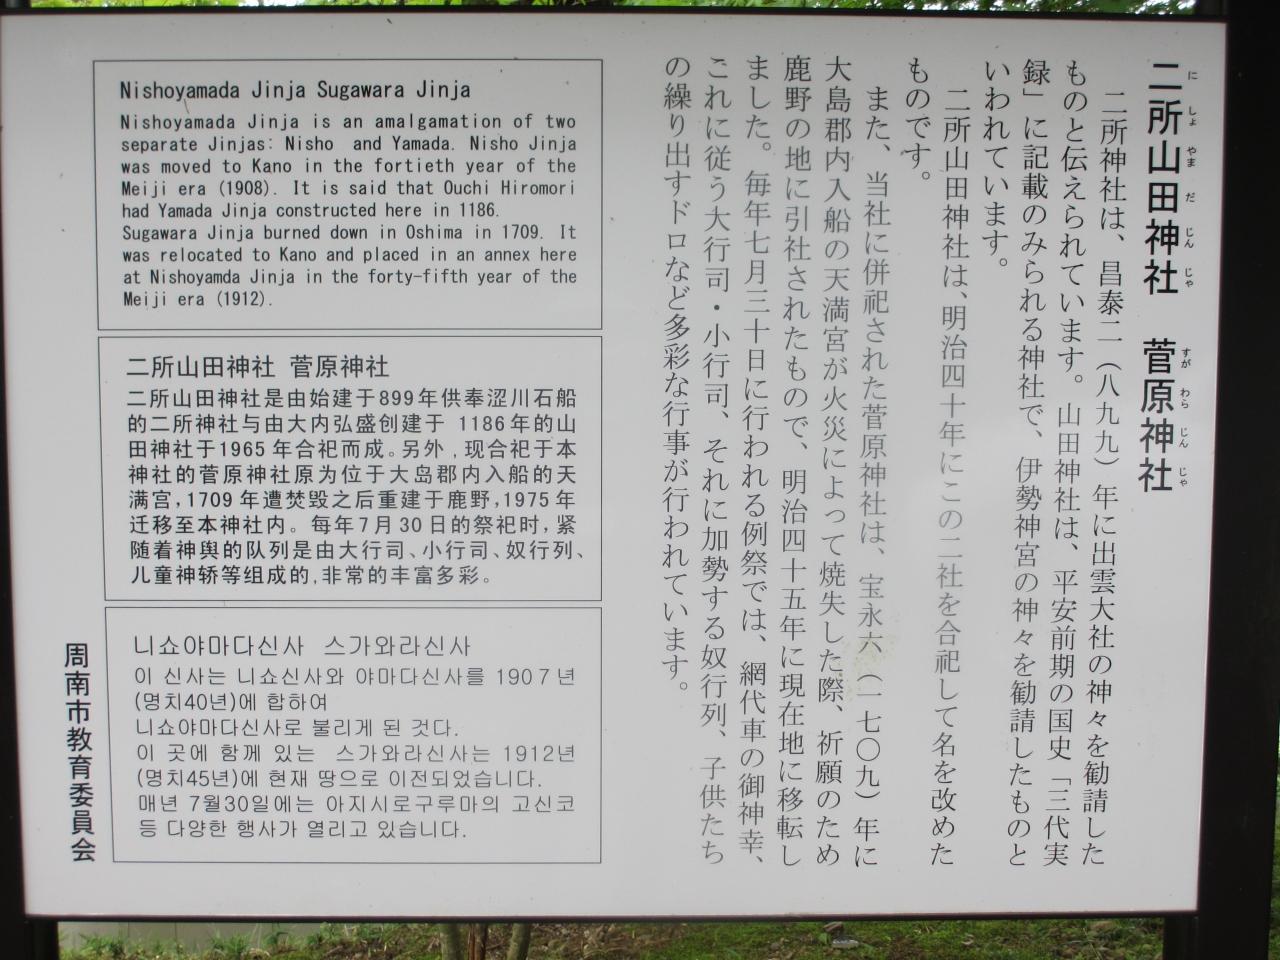 二所山田神社　菅原神社
にしょやまだじんじゃ　すがわらじんじゃ
二所神社は、昌泰二（八九九）年に出雲大社の神々を勧請した
ものと伝えられています。山田神社は、平安前期の国史「三代実
録」に記載のみられる神社で、伊勢神宮の神々を勧請したものと
いわれています。
二所山田神社は、明治四十年にこの二社を合祀して名を改めた
ものです。
また、当社に併祀された菅原神社は、宝永六（一七〇九）年に
大島郡内入船の天満宮が火災によって焼失した際、祈願のため
鹿野の地に引社されたもので、明治四十五年に現在地に移転し
ました。毎年七月三十日に行われる例祭では、網代車の御神幸、
これに従う大行司・小行司、それに加勢する奴行列、子供たち
の繰り出すドロなど多彩な行事が行われています。
Nishoyamada Jinja Sugawara Jinja
Nishoyamada Jinja is an amalgamation of two
separate Jinjas: Nisho and Yamada. Nisho Jinja
was moved to Kano in the fortieth year of the
Meiji era (1908). It is said that Ouchi Hiromori
had Yamada Jinja constructed here in 1186.
Sugawara Jinja burned down in Oshima in 1709. It
was relocated to Kano and placed in an annex here
at Nishoyamda Jinja in the forty-fifth year of the
Meiji era (1912).
二所山田神社 菅原神社
二所山田神社是由始建于899年供奉涩川石船
的二所神社与由大内弘盛创建于 1186年的山
田神社于1965年合祀而成。另外，现合祀于本
神社的菅原神社原为位于大岛郡内入船的天
满宫，1709年遭焚毁之后重建于鹿野，1975年
迁移至本神社内。每年7月30日的祭祀时，紧
随着神舆的队列是由大行司、小行司、奴行列、
儿童神轿等组成的，非常的丰富多彩。
니쇼야마다신사 스가와라신사
이 신사는 니쇼신사와 야마다신사를 1907년
(명치40년)에 합하여
니쇼야마다신사로 불리게 된 것다.
이 곳에 함께 있는 스가와라신사는 1912년
(명치45년)에 현재 땅으로 이전되었습니다.
매년 7월30일에는 아지시로구루마의 고신코
등 다양한 행사가 열리고 있습니다.
周南市教育委員会